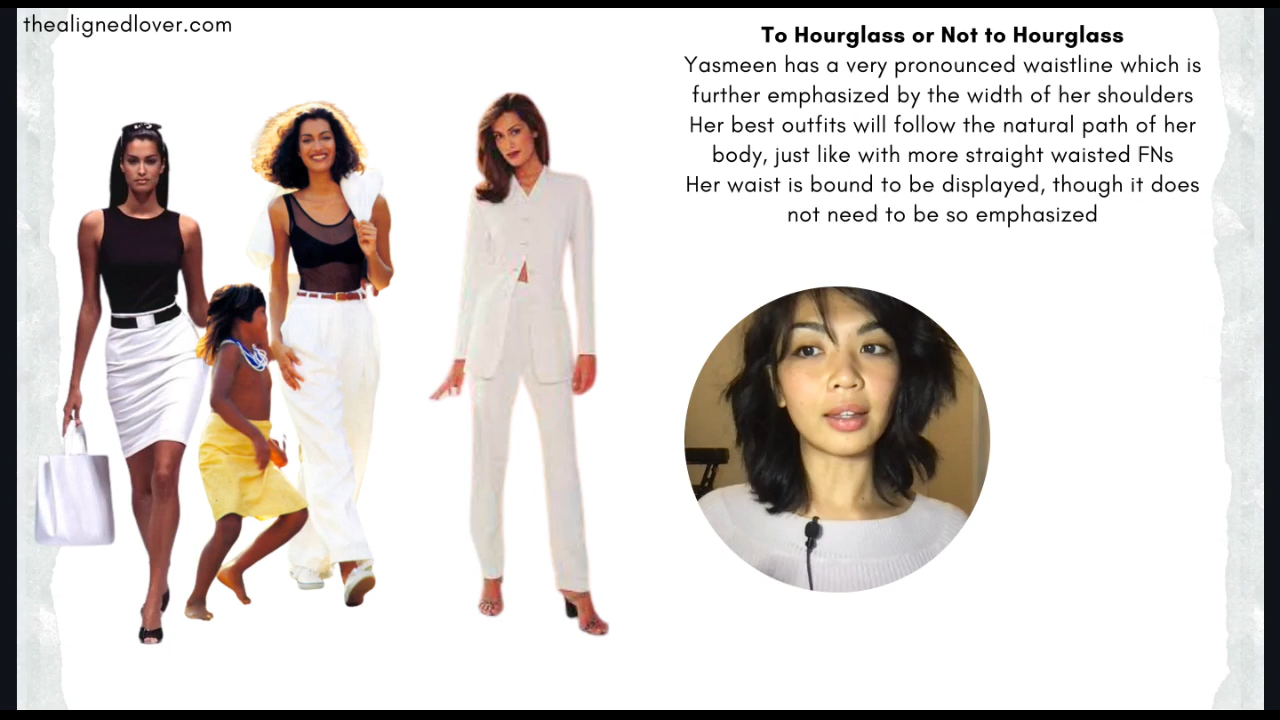 thealignedlover.com
To Hourglass or Not to Hourglass
Yasmeen has a very pronounced waistline which is
further emphasized by the width of her shoulders
Her best outfits will follow the natural path of her
body, just like with more straight waisted FNs
Her waist is bound to be displayed, though it does
not need to be so emphasized